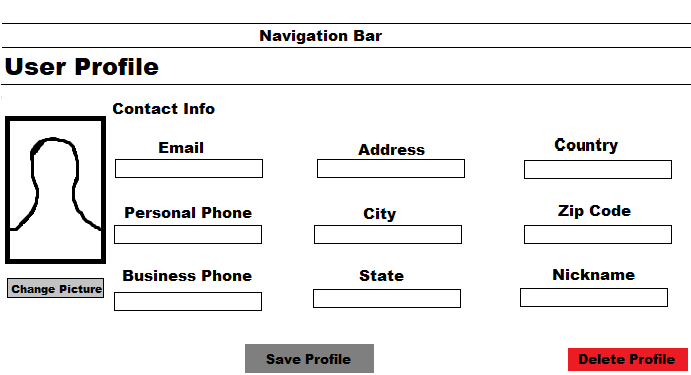 Navigation Bar
User Profile
Contact Info
Email
Address
Country
Personal Phone
City
Zip Code
Business Phone
State
Nickname
Change Picture
Save Profile
Delete Profile